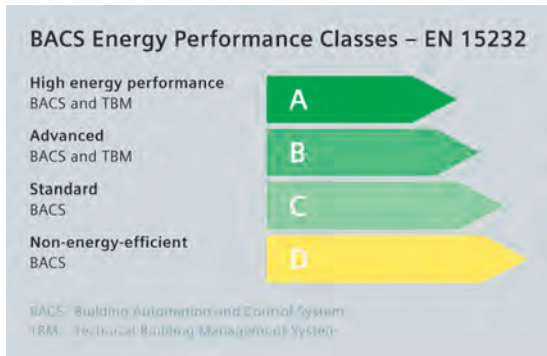 BACS Energy Performance Classes – EN 15232
High energy performance
BACS and TBM
A
Advanced
BACS and TBM
B
Standard
BACS
C
Non-energy-efficient
BACS
D
BACS Building Automation and Control System
TBM Technical Building Management System